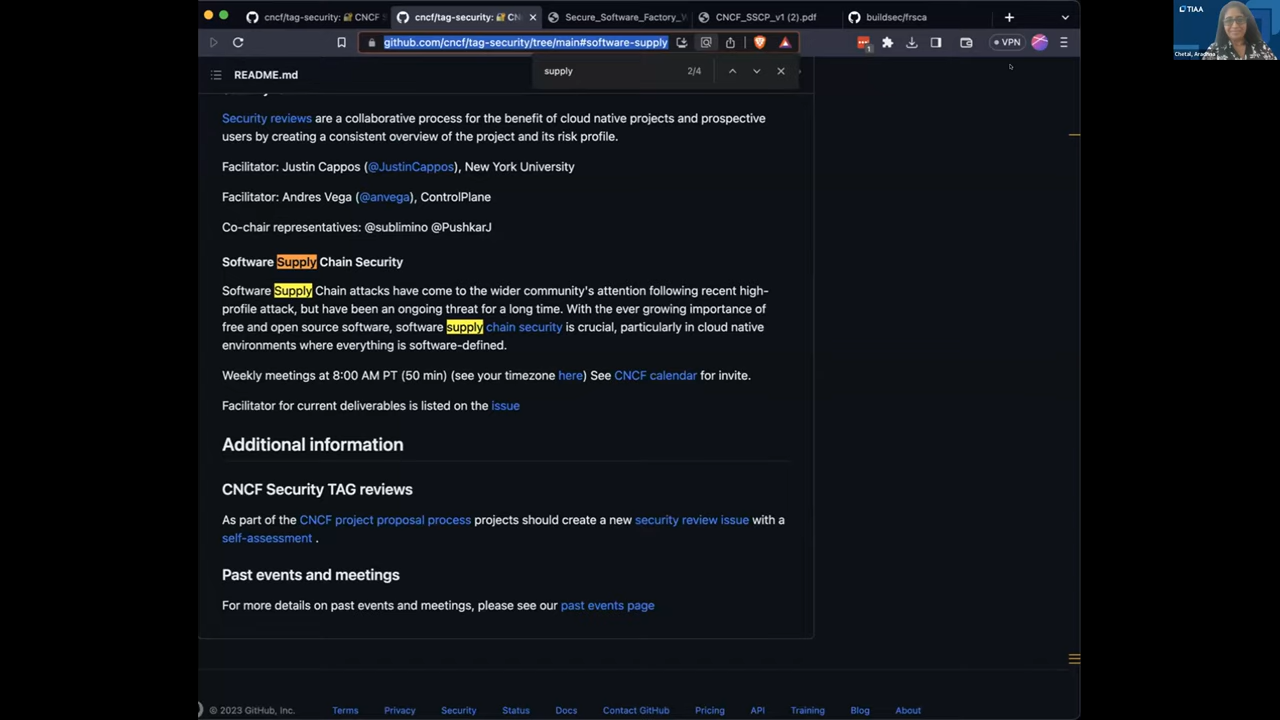 cncf/tag-security: 🔐 CNCF S
cncf/tag-security: 🔐 CN
Secure_Software_Factory_
CNCF_SSCP_v1 (2).pdf
buildsec/frsca
github.com/cncf/tag-security/tree/main#software-supply
1
VPN
supply
2/4
README.md
Security reviews are a collaborative process for the benefit of cloud native projects and prospective
users by creating a consistent overview of the project and its risk profile.
Facilitator: Justin Cappos (@JustinCappos), New York University
Facilitator: Andres Vega (@anvega), ControlPlane
Co-chair representatives: @sublimino @PushkarJ
Software Supply Chain Security
Software Supply Chain attacks have come to the wider community's attention following recent high-
profile attack, but have been an ongoing threat for a long time. With the ever growing importance of
free and open source software, software supply chain security is crucial, particularly in cloud native
environments where everything is software-defined.
Weekly meetings at 8:00 AM PT (50 min) (see your timezone here) See CNCF calendar for invite.
Facilitator for current deliverables is listed on the issue
Additional information
CNCF Security TAG reviews
As part of the CNCF project proposal process projects should create a new security review issue with a
self-assessment .
Past events and meetings
For more details on past events and meetings, please see our past events page
© 2023 GitHub, Inc.
Terms
Privacy
Security
Status
Docs
Contact GitHub
Pricing
API
Training
Blog
About
TIAA
Chetal, Aradhna